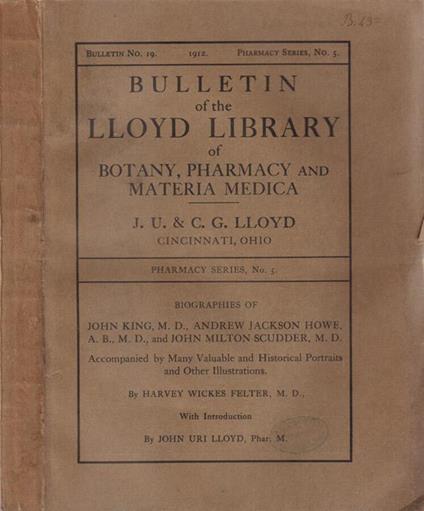 Bulletin No. 19. 1912. Pharmacy Series, No. 5.
BULLETIN
of the
LLOYD LIBRARY
of
BOTANY, PHARMACY AND
MATERIA MEDICA
J. U. & C. G. LLOYD
CINCINNATI, OHIO
PHARMACY SERIES, No. 5.
BIOGRAPHIES OF
JOHN KING, M. D., ANDREW JACKSON HOWE,
A. B., M. D., and JOHN MILTON SCUDDER, M. D.
Accompanied by Many Valuable and Historical Portraits
and Other Illustrations.
By HARVEY WICKES FELTER, M. D.,
With Introduction
By JOHN URI LLOYD, Phar. M.